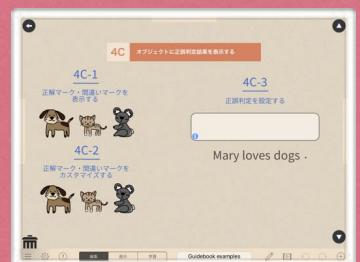 4C オブジェクトに正誤判定結果を表示する
4C-1
正解マーク・間違いマークを
表示する
4C-2
正解マーク・間違いマークを
カスタマイズする
4C-3
正誤判定を設定する
Mary loves dogs .
Guidebook examples